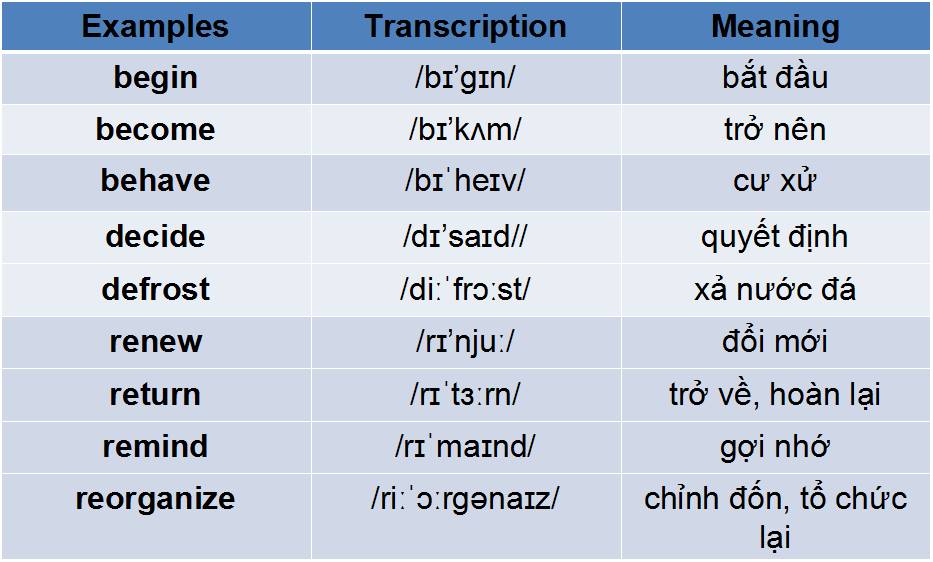 Examples Transcription Meaning
begin /bɪ’gɪn/ bắt đầu
become /bɪ’kʌm/ trở nên
behave /bɪˈheɪv/ cư xử
decide /dɪ’saɪd// quyết định
defrost /diːˈfrɔːst/ xả nước đá
renew /rɪ’njuː/ đổi mới
return /rɪˈtɜːrn/ trở về, hoàn lại
remind /rɪˈmaɪnd/ gợi nhớ
reorganize /riːˈɔːrgənaɪz/ chỉnh đốn, tổ chức
lại